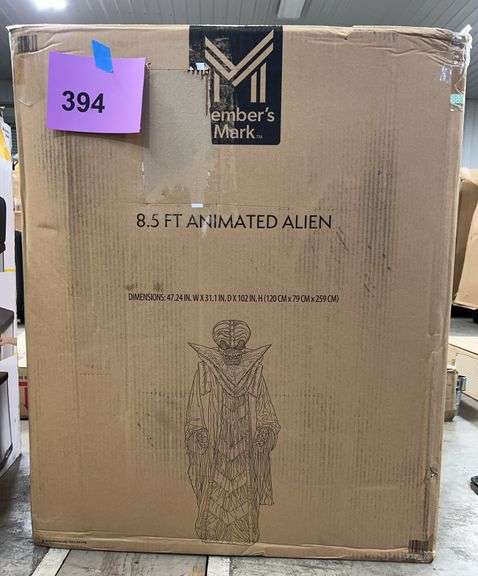 394
ember's
Mark™
8.5 FT ANIMATED ALIEN
DIMENSIONS: 47.24 IN. W X 31.1 IN. D X 102 IN. H (120 CM x 79 CM x 259 CM)